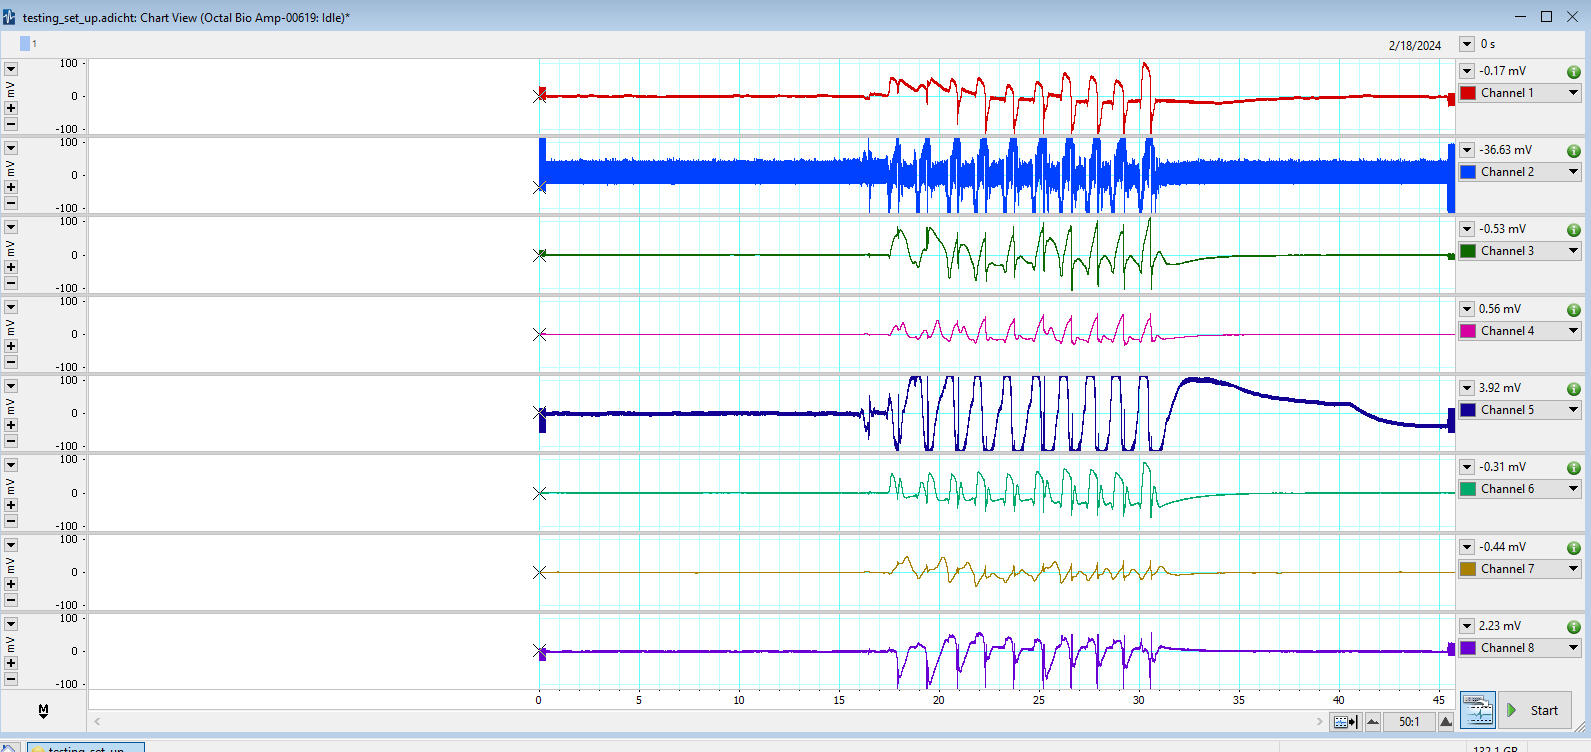 testing_set_up.adicht: Chart View (Octal Bio Amp-00619: Idle)*
1
2/18/2024
0 s
100
0
-100
mV
-0.17 mV
Channel 1
100
0
-100
mV
-36.63 mV
Channel 2
100
0
-100
mV
-0.53 mV
Channel 3
100
0
-100
mV
0.56 mV
Channel 4
100
0
-100
mV
3.92 mV
Channel 5
100
0
-100
mV
-0.31 mV
Channel 6
100
0
-100
mV
-0.44 mV
Channel 7
100
0
-100
mV
2.23 mV
Channel 8
0 5 10 15 20 25 30 35 40 45
M
50:1
Start
testing_set_up
132.1 GB